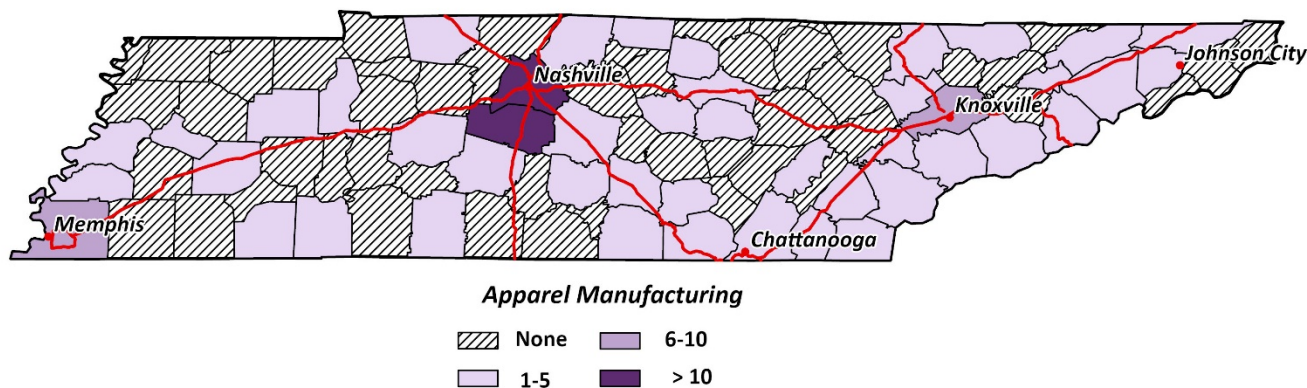 Nashville
Johnson City
Knoxville
Memphis
Chattanooga
Apparel Manufacturing
None
6-10
1-5
> 10